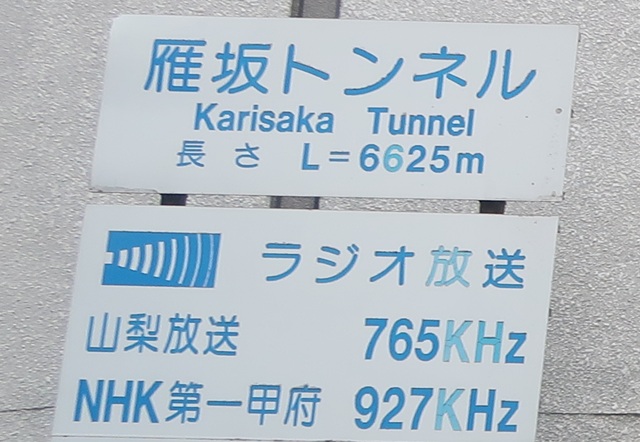 雁坂トンネル
Karisaka Tunnel
長さ L=6625m
ラジオ放送
山梨放送 765KHz
NHK第一甲府 927KHz